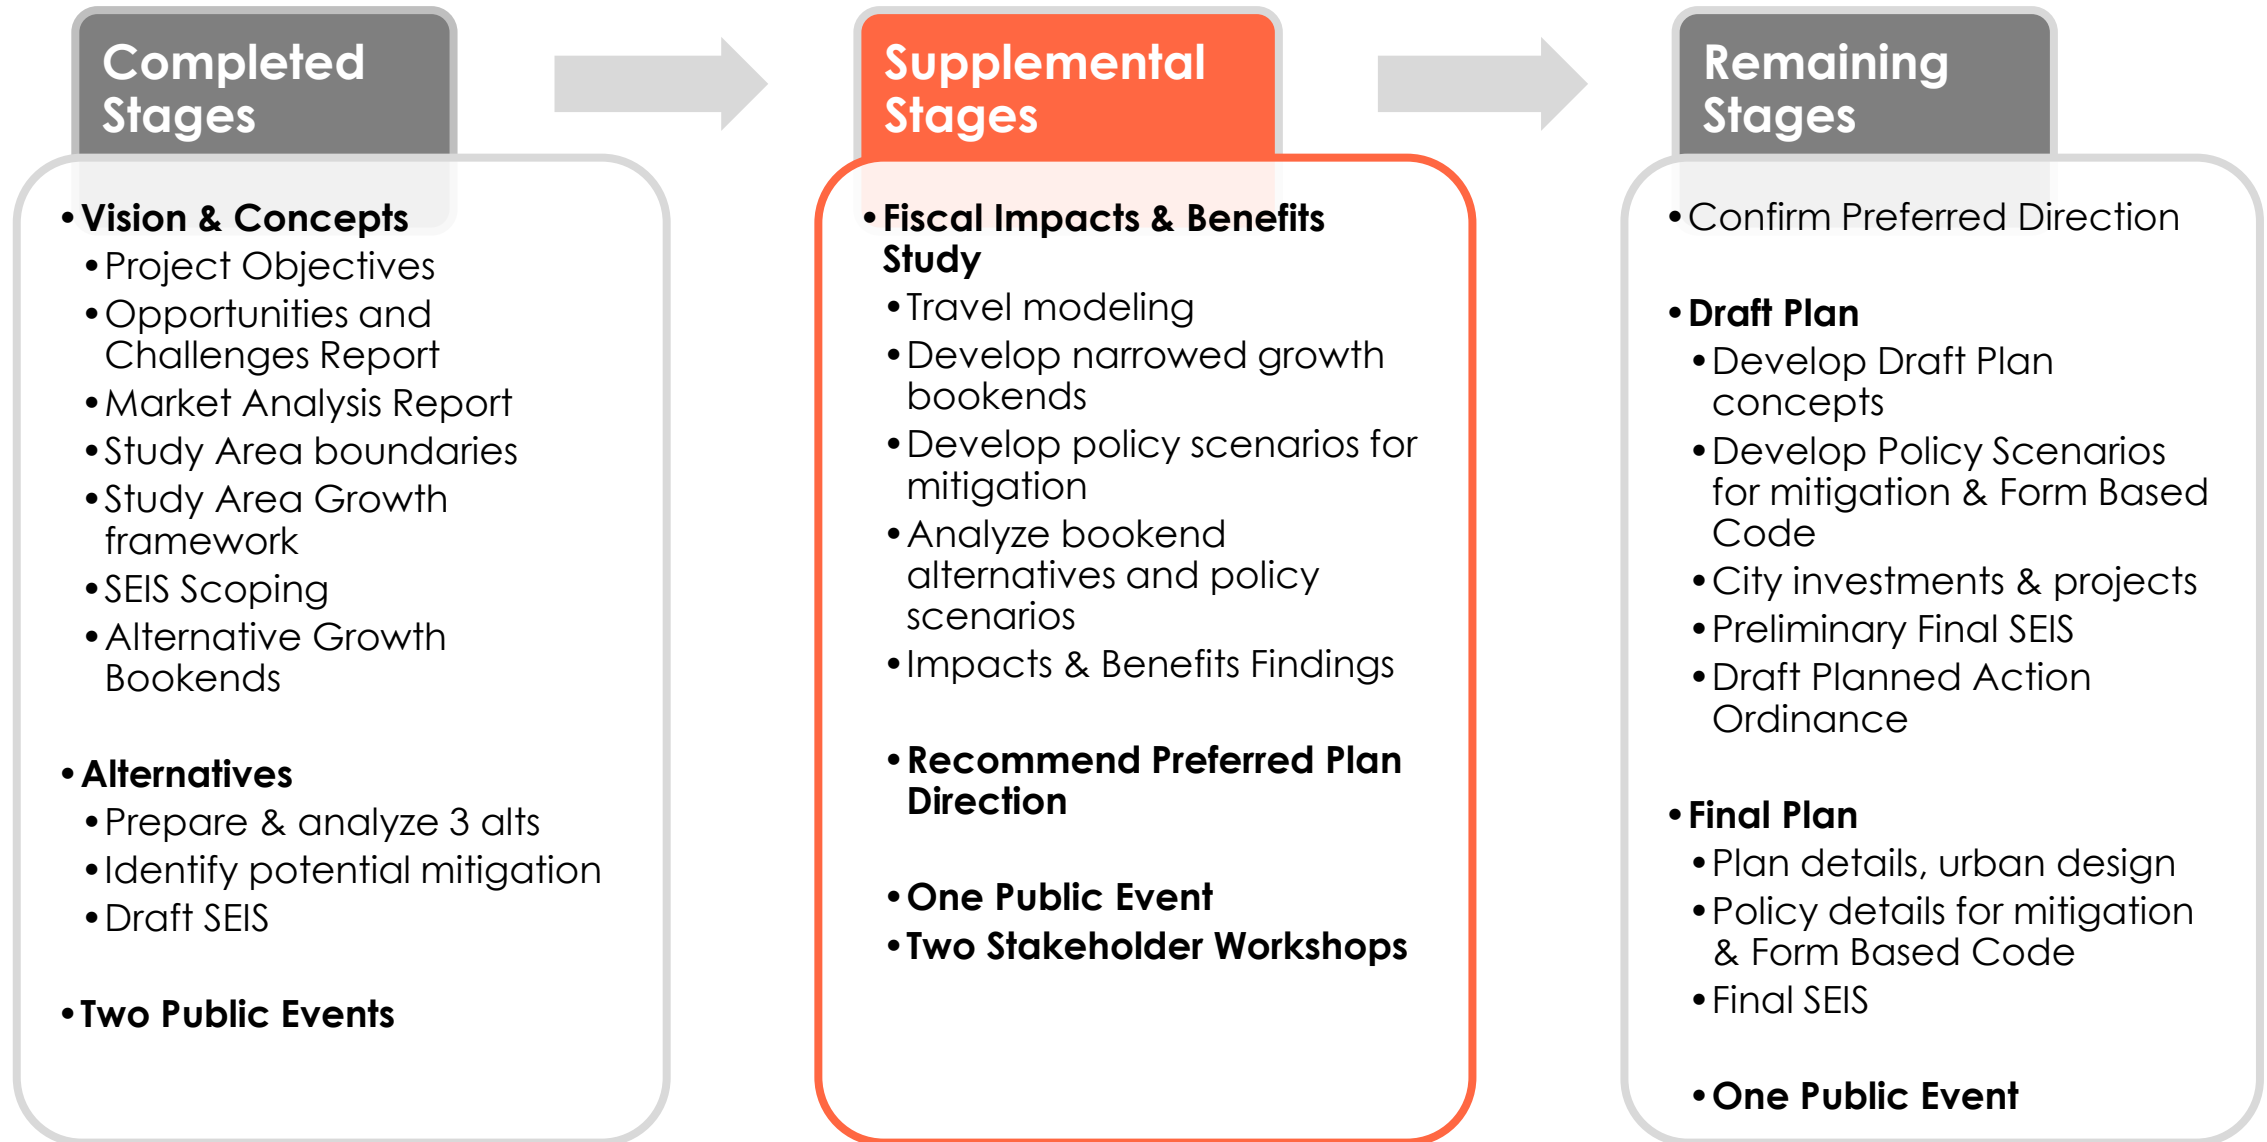 Completed
Stages
• Vision & Concepts
• Project Objectives
• Opportunities and
Challenges Report
• Market Analysis Report
• Study Area boundaries
• Study Area Growth
framework
• SEIS Scoping
• Alternative Growth
Bookends
• Alternatives
• Prepare & analyze 3 alts
• Identify potential mitigation
• Draft SEIS
• Two Public Events
Supplemental
Stages
• Fiscal Impacts & Benefits
Study
• Travel modeling
• Develop narrowed growth
bookends
• Develop policy scenarios for
mitigation
• Analyze bookend
alternatives and policy
scenarios
• Impacts & Benefits Findings
• Recommend Preferred Plan
Direction
• One Public Event
• Two Stakeholder Workshops
Remaining
Stages
• Confirm Preferred Direction
• Draft Plan
• Develop Draft Plan
concepts
• Develop Policy Scenarios
for mitigation & Form Based
Code
• City investments & projects
• Preliminary Final SEIS
• Draft Planned Action
Ordinance
• Final Plan
• Plan details, urban design
• Policy details for mitigation
& Form Based Code
• Final SEIS
• One Public Event